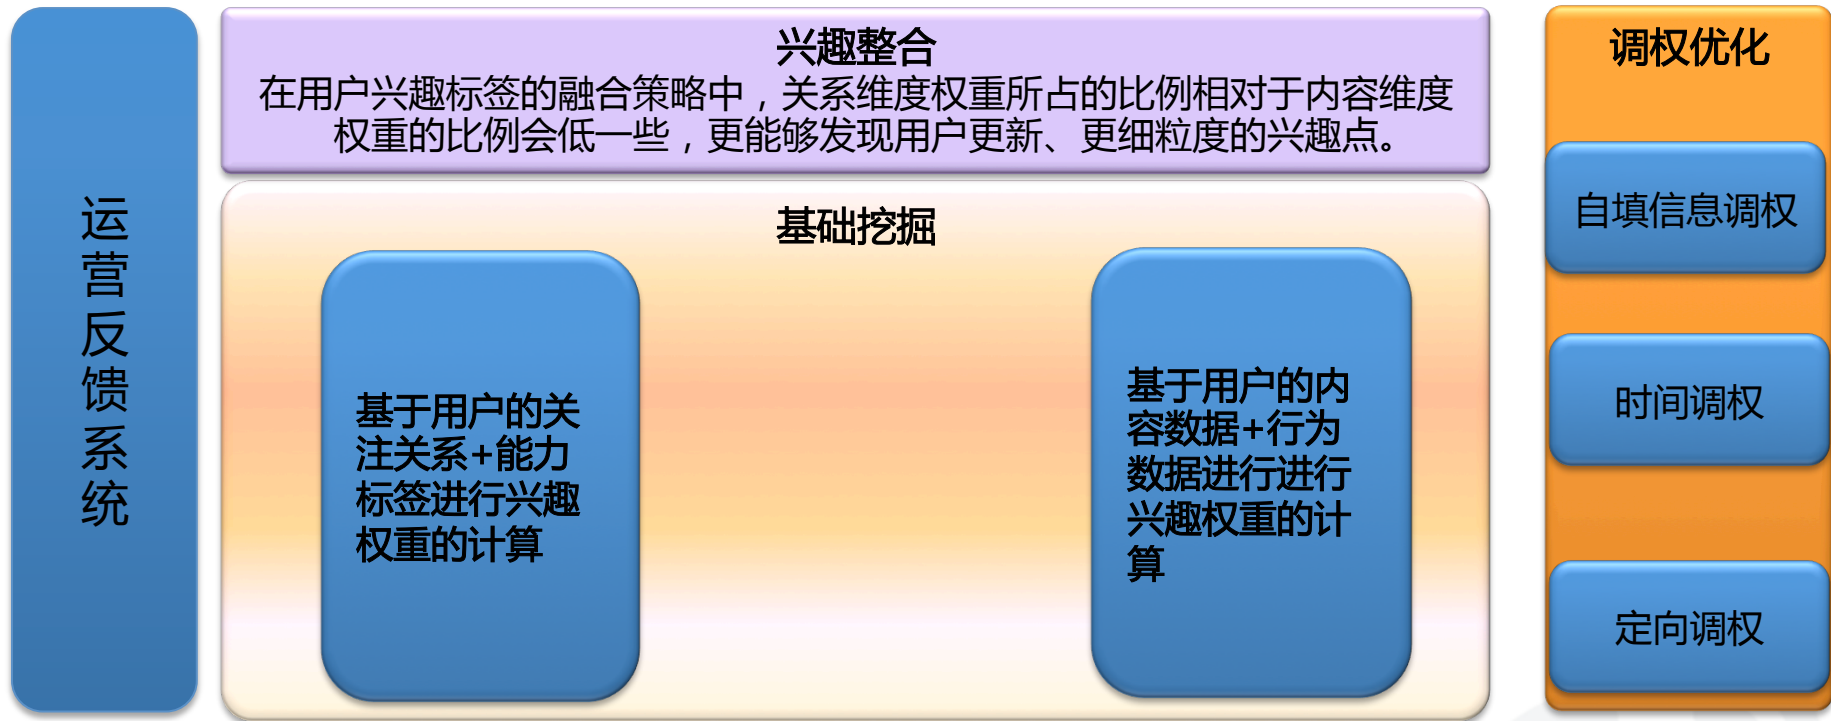 运
营
反
馈
系
统
兴趣整合
在用户兴趣标签的融合策略中，关系维度权重所占的比例相对于内容维度
权重的比例会低一些，更能够发现用户更新、更细粒度的兴趣点。
基础挖掘
基于用户的关
注关系+能力
标签进行兴趣
权重的计算
基于用户的内
容数据+行为
数据进行进行
兴趣权重的计
算
调权优化
自填信息调权
时间调权
定向调权